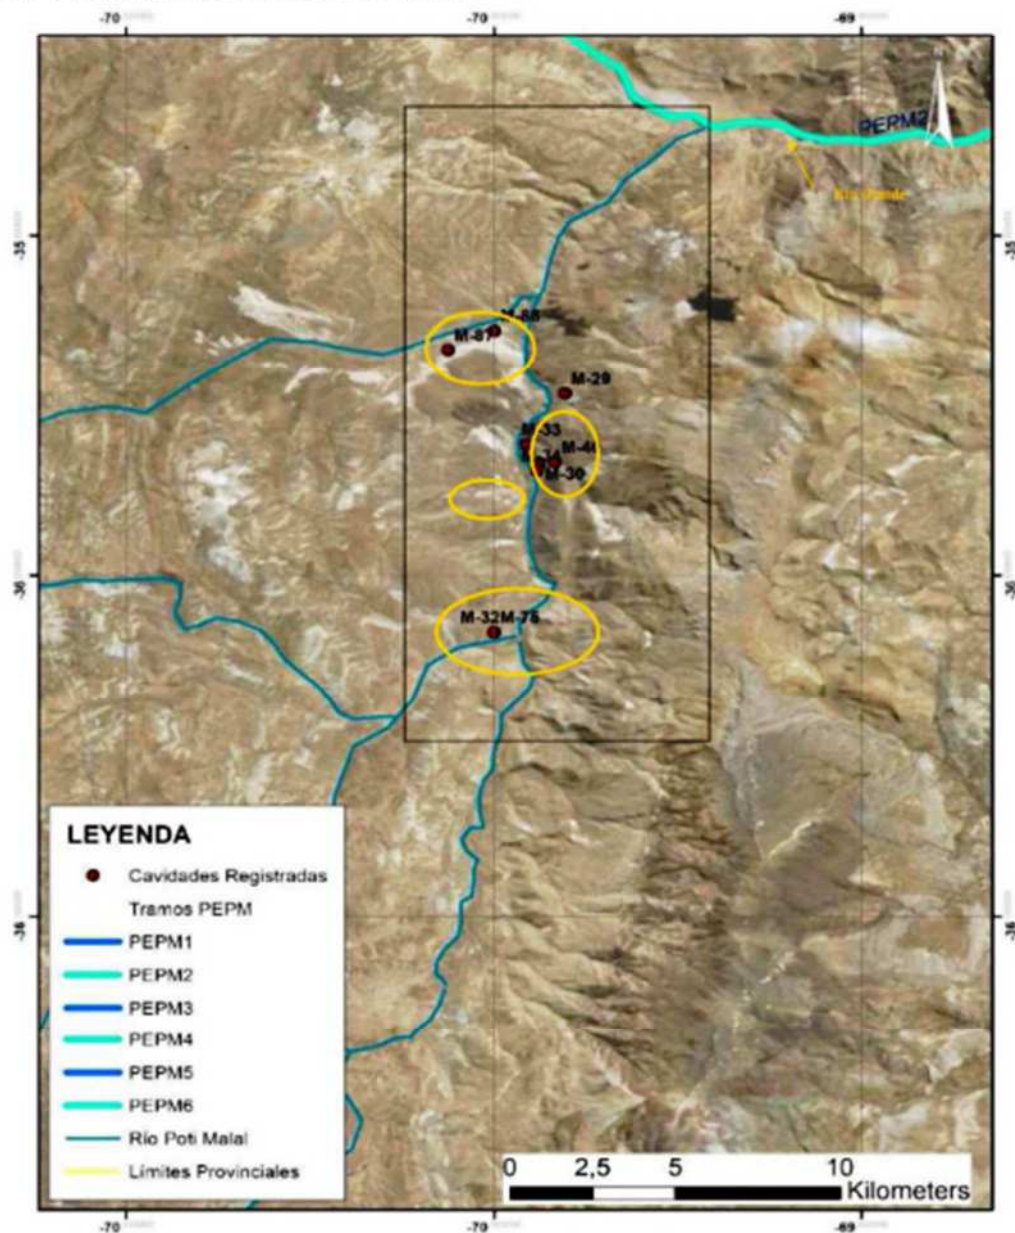 -70 -70 -69
PEPM2
-35 -35
M-88
M-87
M-29
M-33
M-30
-36 -36
M-32M-75
LEYENDA
Cavidades Registradas
Tramos PEPM
PEPM1
PEPM2
PEPM3
PEPM4
PEPM5
PEPM6
Río Poti Malal
Límites Provinciales
-36 -36
0 2,5 5 10
Kilometers
-70 -70 -69